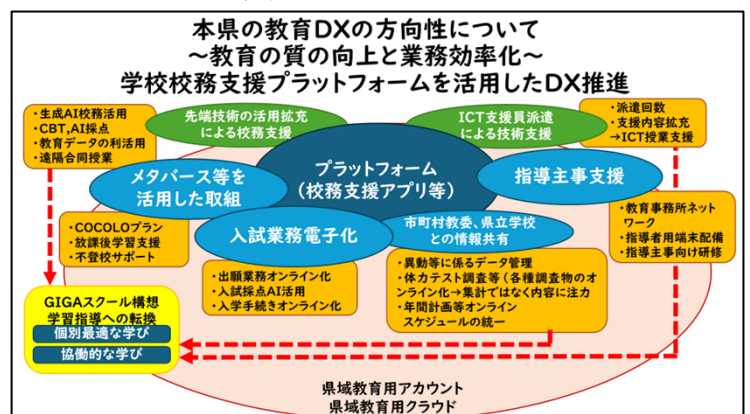 本県の教育DXの方向性について
～教育の質の向上と業務効率化～
学校校務支援プラットフォームを活用したDX推進
・生成AI校務活用
・CBT,AI採点
・教育データの利活用
・遠隔合同授業
先端技術の活用拡充
による校務支援
ICT支援員派遣
による技術支援
・派遣回数
・支援内容拡充
→ICT授業支援
プラットフォーム
（校務支援アプリ等）
メタバース等を
活用した取組
指導主事支援
入試業務電子化
市町村教委、県立学校
との情報共有
・COCOLOプラン
・放課後学習支援
・不登校サポート
・教育事務所ネット
ワーク
・指導者用端末配備
・指導主事向け研修
・出願業務オンライン化
・入試採点AI活用
・入学手続きオンライン化
・異動等に係るデータ管理
・体力テスト調査等（各種調査物のオ
ンライン化→集計ではなく内容に注力
・年間計画等オンライン
スケジュールの統一
GIGAスクール構想
学習指導への転換
個別最適な学び
協働的な学び
県域教育用アカウント
県域教育用クラウド